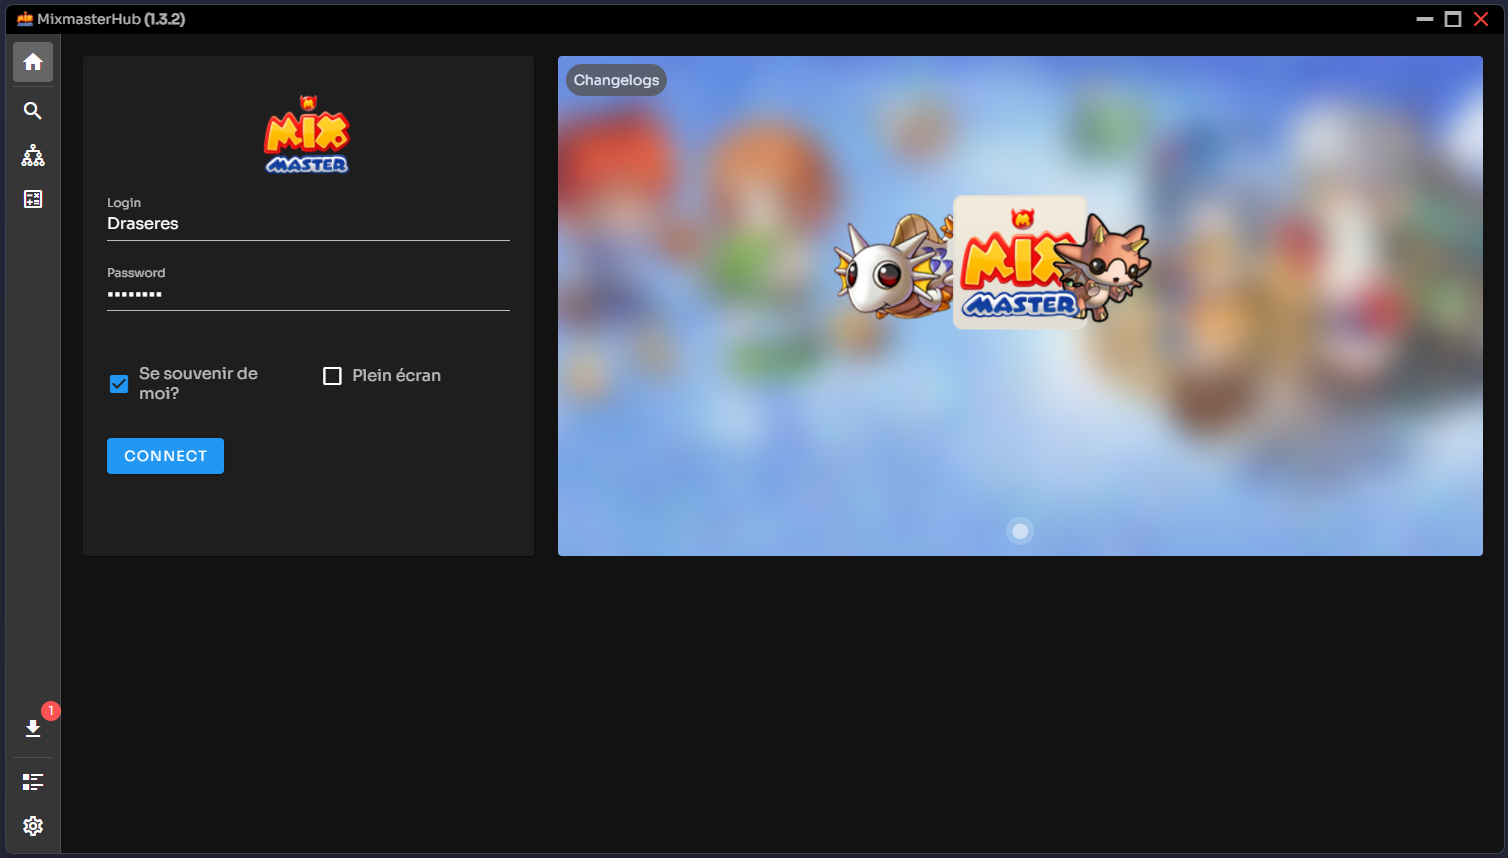 MixmasterHub (1.3.2)
MIX
MASTER
Login
Draseres
Password
••••••••
Se souvenir de
moi?
Plein écran
CONNECT
Changelogs
MIX
MASTER
1